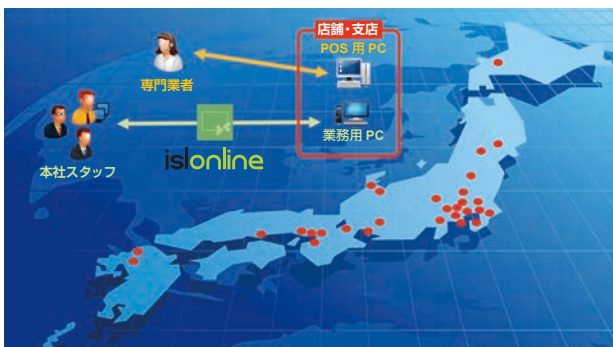 店舗・支店
POS 用 PC
専門業者
業務用 PC
islonline
本社スタッフ